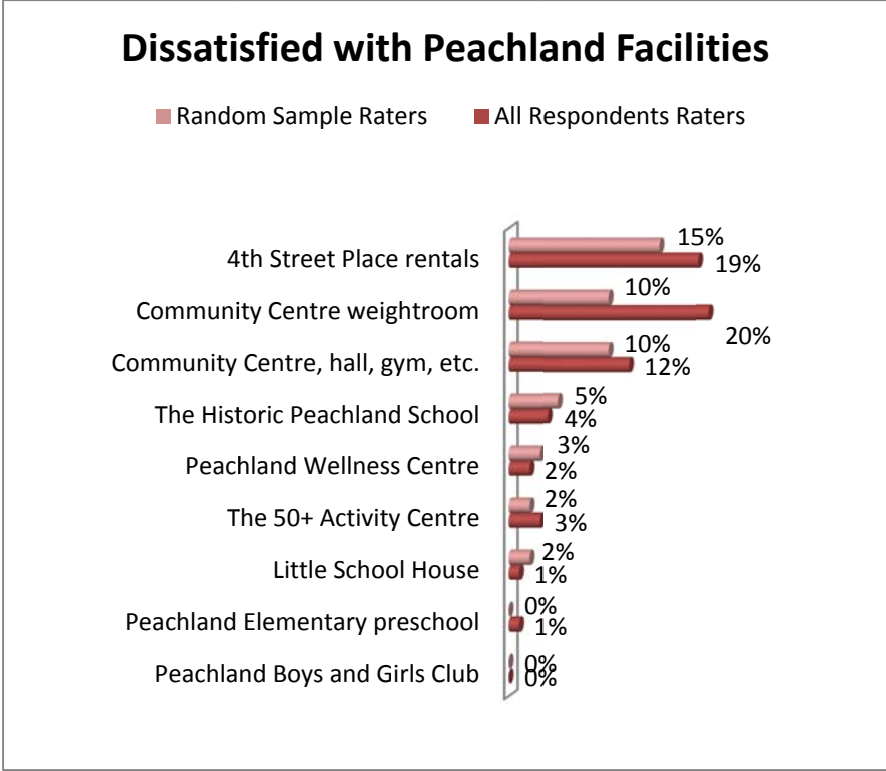 Dissatisfied with Peachland Facilities
Random Sample Raters All Respondents Raters
4th Street Place rentals 15% 19%
Community Centre weightroom 10% 20%
Community Centre, hall, gym, etc. 10% 12%
The Historic Peachland School 5% 4%
Peachland Wellness Centre 3% 2%
The 50+ Activity Centre 2% 3%
Little School House 2% 1%
Peachland Elementary preschool 0% 1%
Peachland Boys and Girls Club 0% 0%